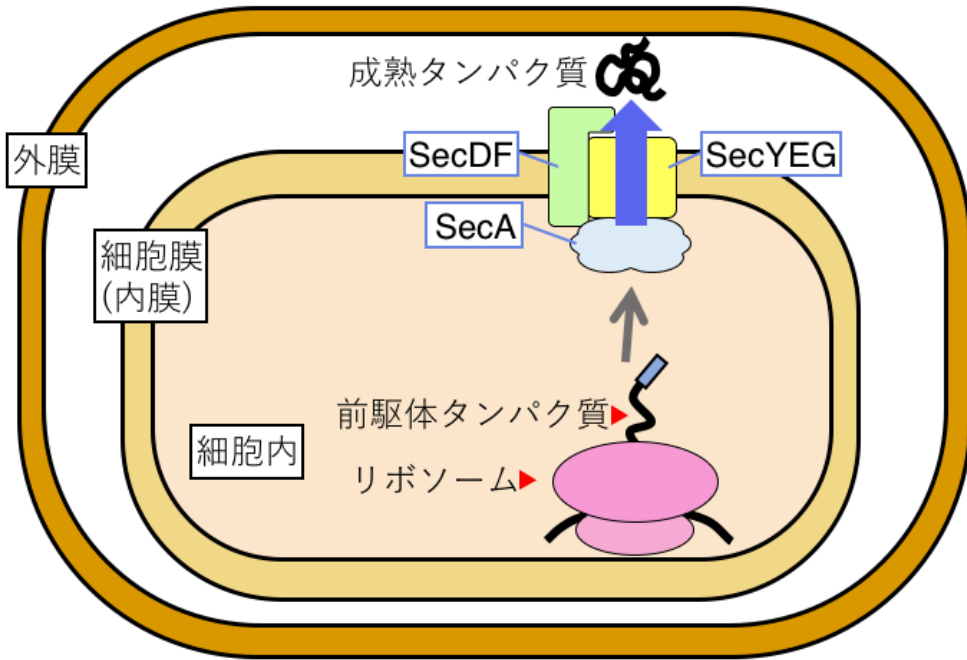 成熟タンパク質
外膜
SecDF
SecYEG
SecA
細胞膜
(内膜)
前駆体タンパク質
細胞内
リボソーム